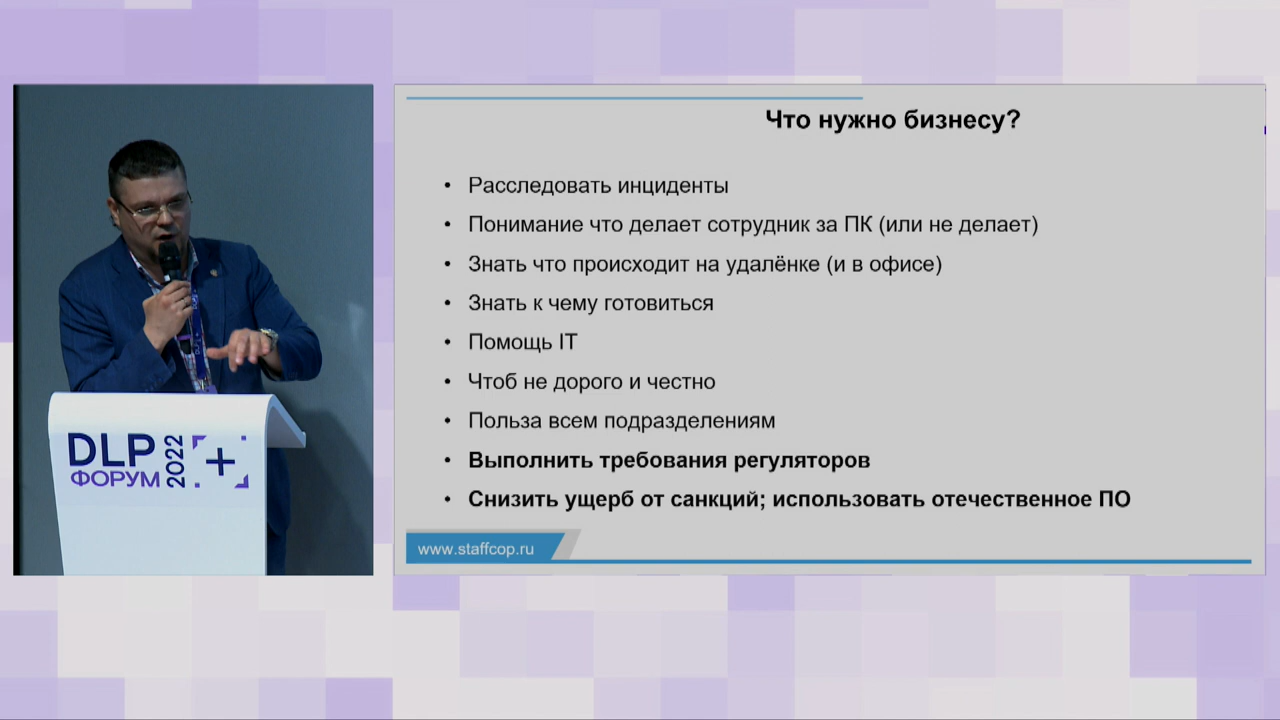 Что нужно бизнесу?
• Расследовать инциденты
• Понимание что делает сотрудник за ПК (или не делает)
• Знать что происходит на удалёнке (и в офисе)
• Знать к чему готовиться
• Помощь IT
• Чтоб не дорого и честно
• Польза всем подразделениям
• Выполнить требования регуляторов
• Снизить ущерб от санкций; использовать отечественное ПО
www.staffcop.ru
DLP
ФОРУМ
2022